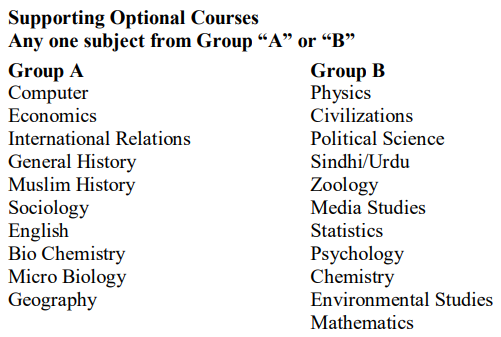 Supporting Optional Courses
Any one subject from Group “A” or “B”
Group A
Computer
Economics
International Relations
General History
Muslim History
Sociology
English
Bio Chemistry
Micro Biology
Geography
Group B
Physics
Civilizations
Political Science
Sindhi/Urdu
Zoology
Media Studies
Statistics
Psychology
Chemistry
Environmental Studies
Mathematics